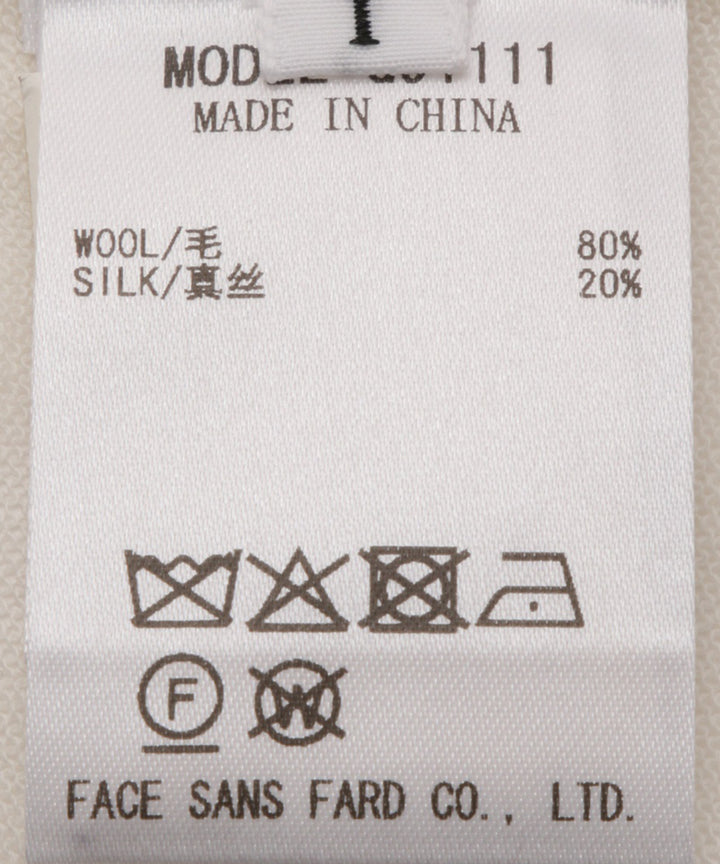 I
111
MADE IN CHINA
WOOL/毛 80%
SILK/真丝 20%
F W
FACE SANS FARD CO., LTD.